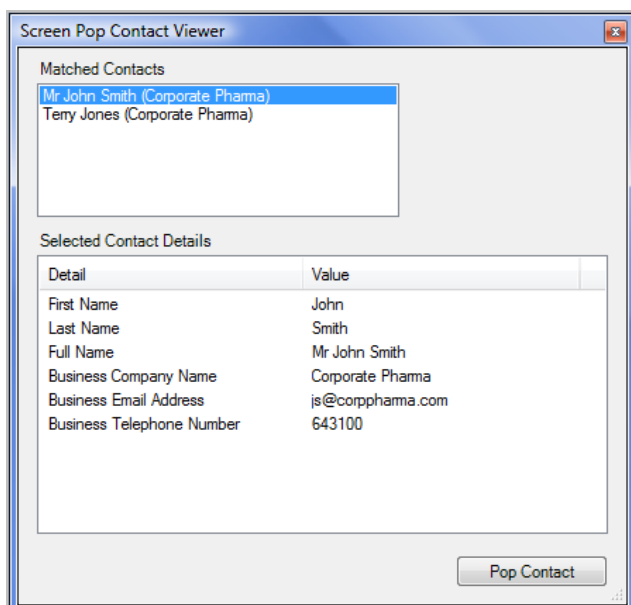 Screen Pop Contact Viewer
Matched Contacts
Mr John Smith (Corporate Pharma)
Terry Jones (Corporate Pharma)
Selected Contact Details
Detail Value
First Name John
Last Name Smith
Full Name Mr John Smith
Business Company Name Corporate Pharma
Business Email Address js@corppharma.com
Business Telephone Number 643100
Pop Contact